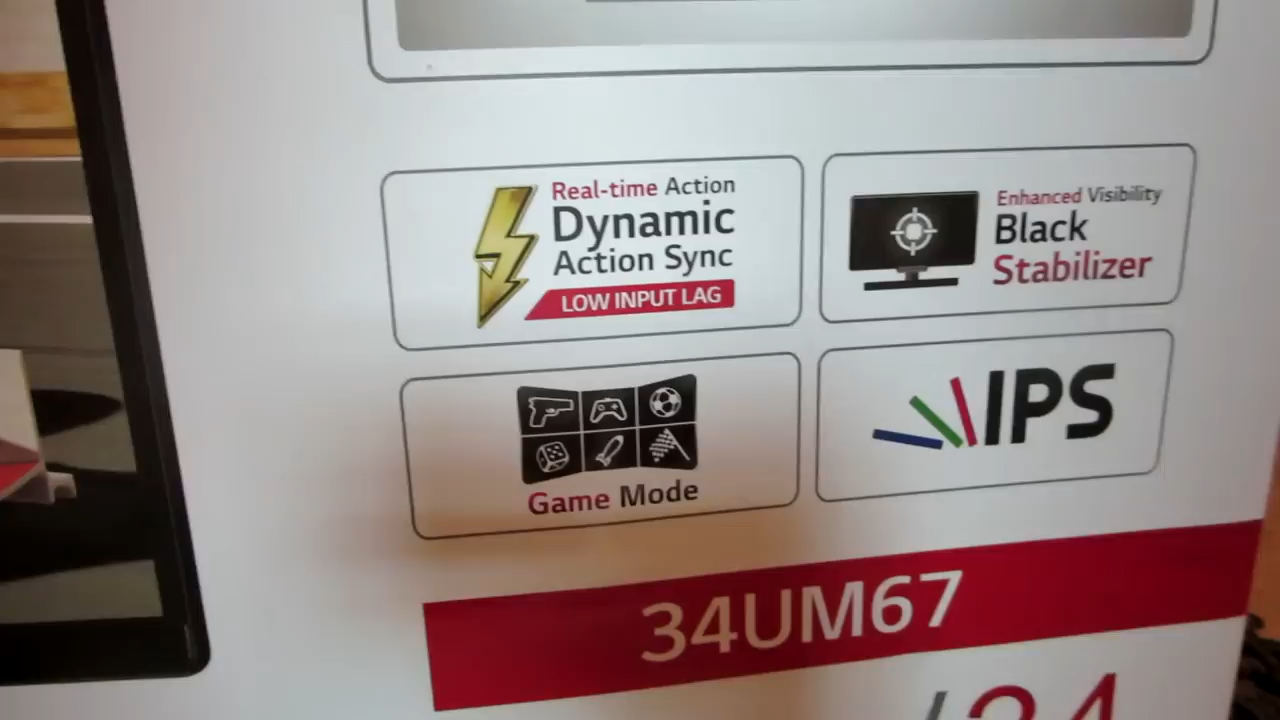 Real-time Action
Dynamic
Action Sync
LOW INPUT LAG
Enhanced Visibility
Black
Stabilizer
Game Mode
IPS
34UM67